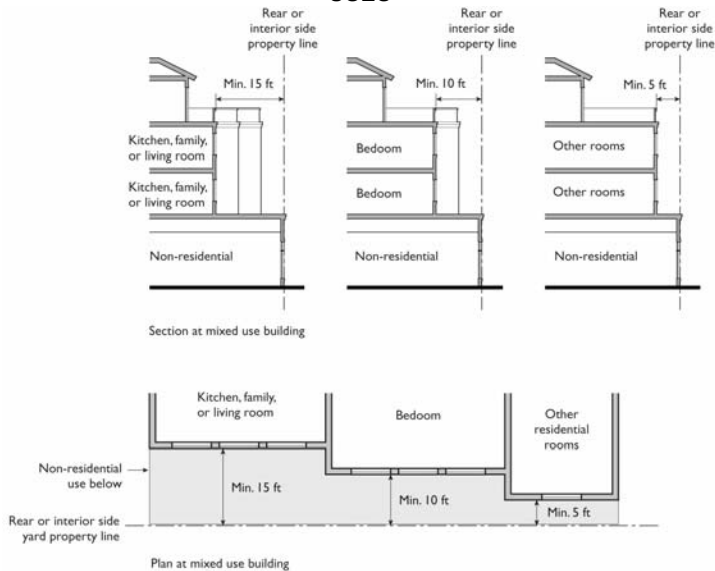 Rear or
interior side
property line
Rear or
interior side
property line
Rear or
interior side
property line
Min. 15 ft
Min. 10 ft
Min. 5 ft
Kitchen, family,
or living room
Bedoom
Other rooms
Kitchen, family,
or living room
Bedoom
Other rooms
Non-residential
Non-residential
Non-residential
Section at mixed use building
Kitchen, family,
or living room
Bedoom
Other
residential
rooms
Non-residential
use below
Min. 15 ft
Min. 10 ft
Min. 5 ft
Rear or interior side
yard property line
Plan at mixed use building